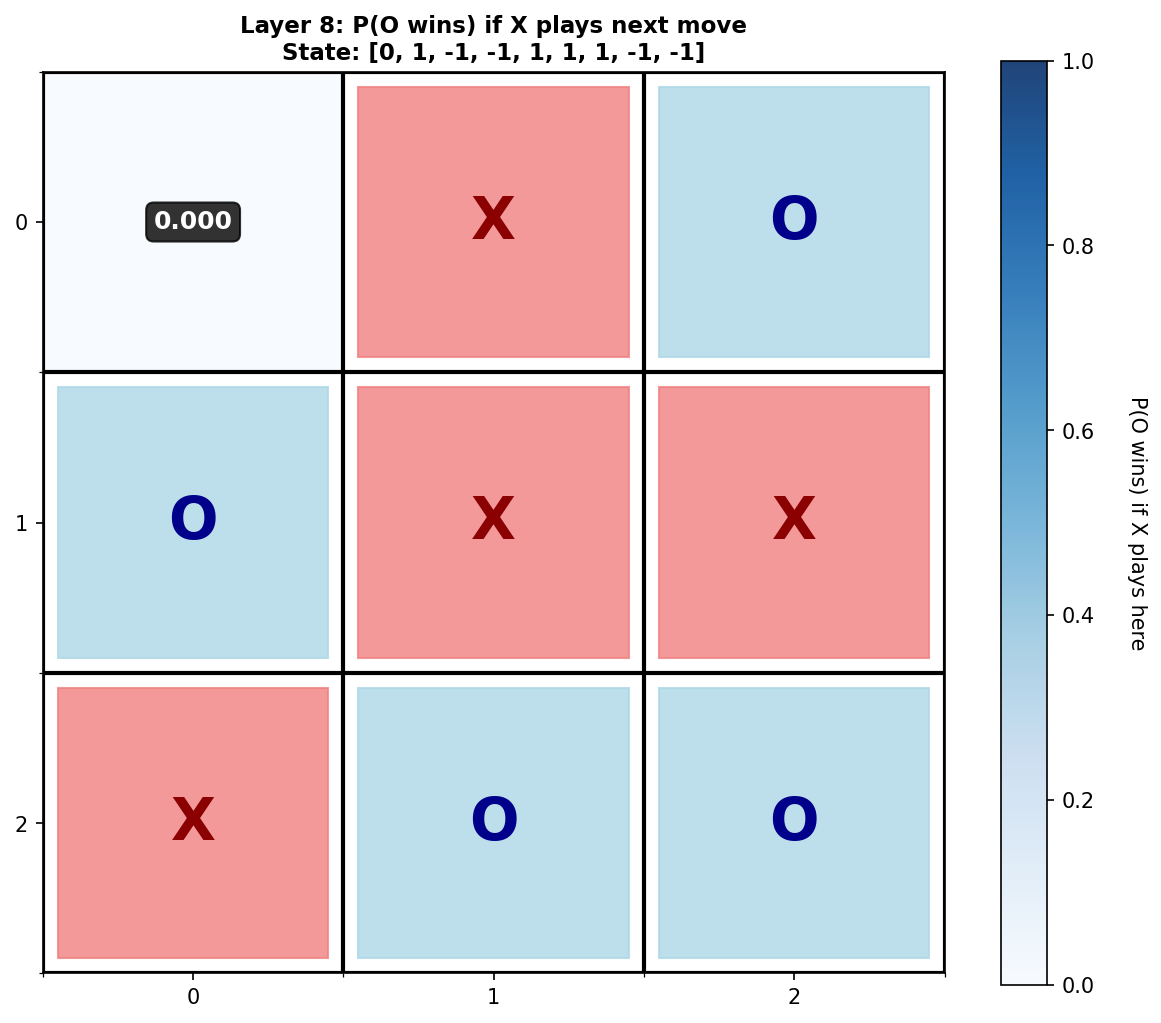 Layer 8: P(O wins) if X plays next move
State: [0, 1, -1, -1, 1, 1, 1, -1, -1]
0.000
X
O
O
X
X
X
O
O
0
1
2
0
1
2
1.0
0.8
0.6
0.4
0.2
0.0
P(O wins) if X plays here